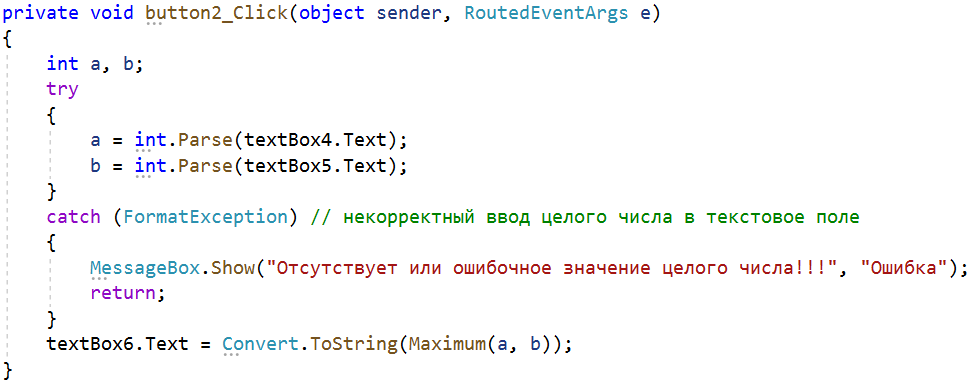 private void button2_Click(object sender, RoutedEventArgs e)
{
    int a, b;
    try
    {
        a = int.Parse(textBox4.Text);
        b = int.Parse(textBox5.Text);
    }
    catch (FormatException) // некорректный ввод целого числа в текстовое поле
    {
        MessageBox.Show("Отсутствует или ошибочное значение целого числа!!!", "Ошибка");
        return;
    }
    textBox6.Text = Convert.ToString(Maximum(a, b));
}